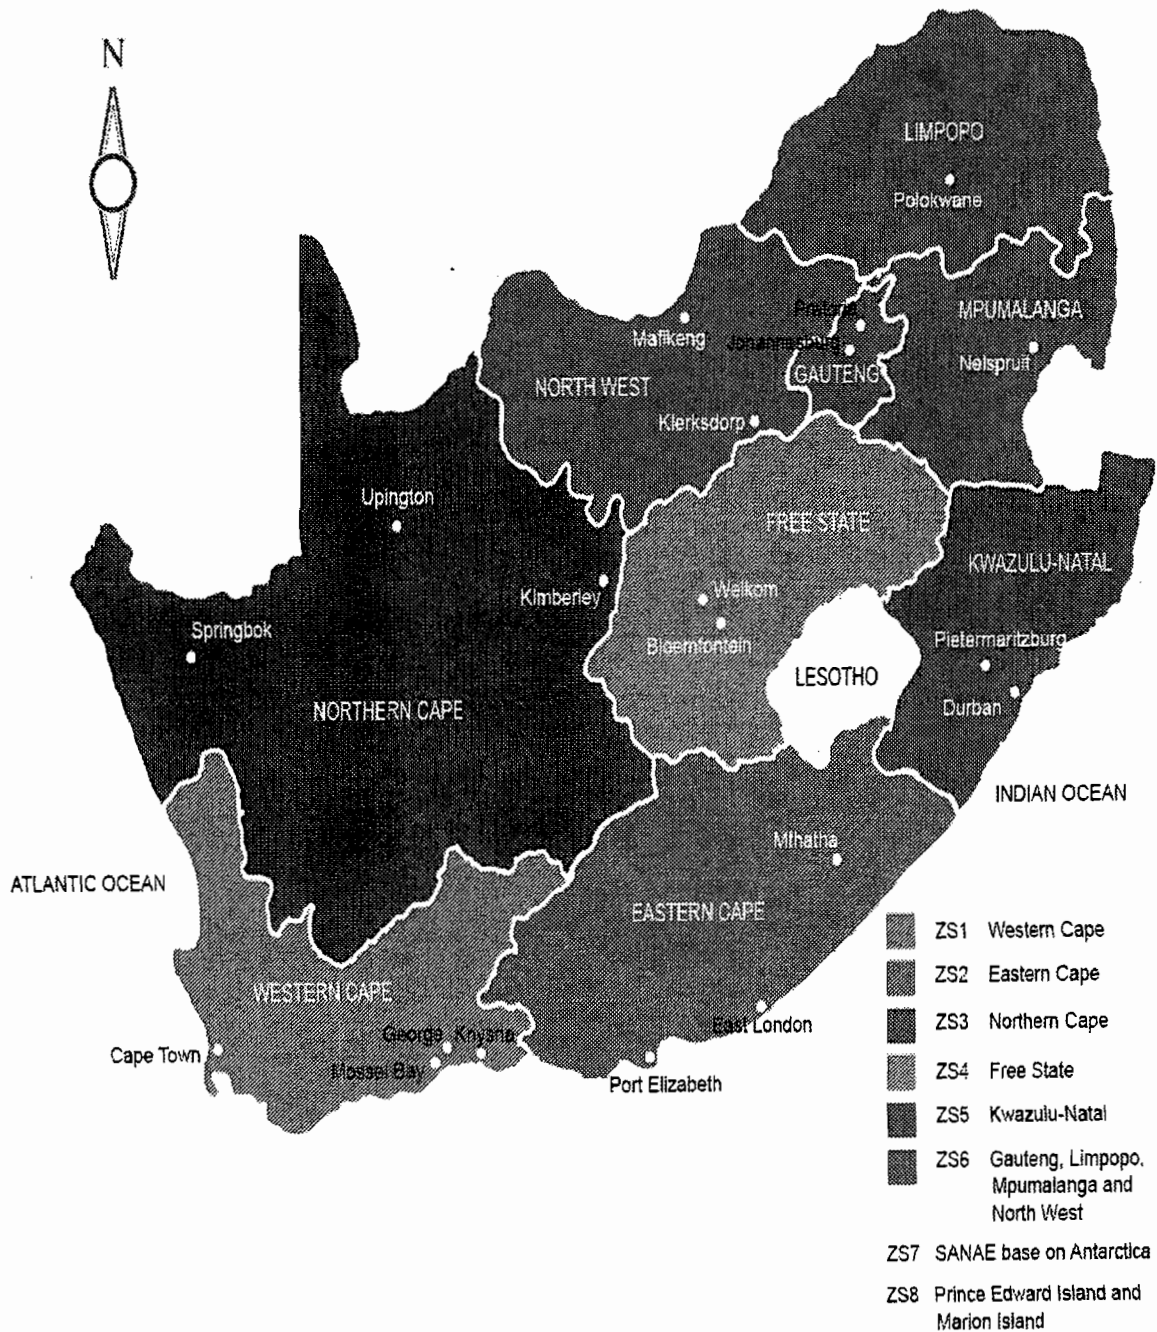 N
LIMPOPO
Polokwane
MPUMALANGA
Pretoria
Mafikeng
Johannesburg
Nelspruit
GAUTENG
NORTH WEST
Klerksdorp
Upington
FREE STATE
KWAZULU-NATAL
Kimberley
Welkom
Springbok
Bloemfontein
Pietermaritzburg
LESOTHO
Durban
NORTHERN CAPE
INDIAN OCEAN
Mthatha
ATLANTIC OCEAN
EASTERN CAPE
WESTERN CAPE
George Knysna
East London
Cape Town
Mossel Bay
Port Elizabeth
ZS1 Western Cape
ZS2 Eastern Cape
ZS3 Northern Cape
ZS4 Free State
ZS5 Kwazulu-Natal
ZS6 Gauteng, Limpopo,
Mpumalanga and
North West
ZS7 SANAE base on Antarctica
ZS8 Prince Edward Island and
Marion Island